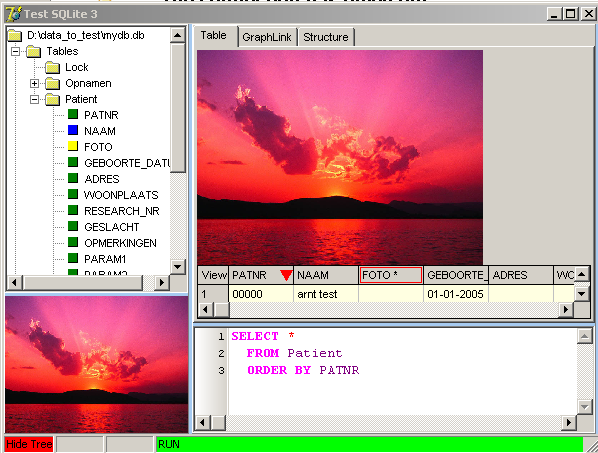 Test SQLite 3
D:\data_to_test\mydb.db
Tables
Lock
Opnamen
Patient
PATNR
NAAM
FOTO
GEBOORTE_DATU
ADRES
WOONPLAATS
RESEARCH_NR
GESLACHT
OPMERKINGEN
PARAM1
PARAM2
Table GraphLink Structure
View PATNR NAAM FOTO * GEBOORTE_ ADRES WO
1 00000 arnt test 01-01-2005
1 SELECT *
2 FROM Patient
3 ORDER BY PATNR
Hide Tree RUN